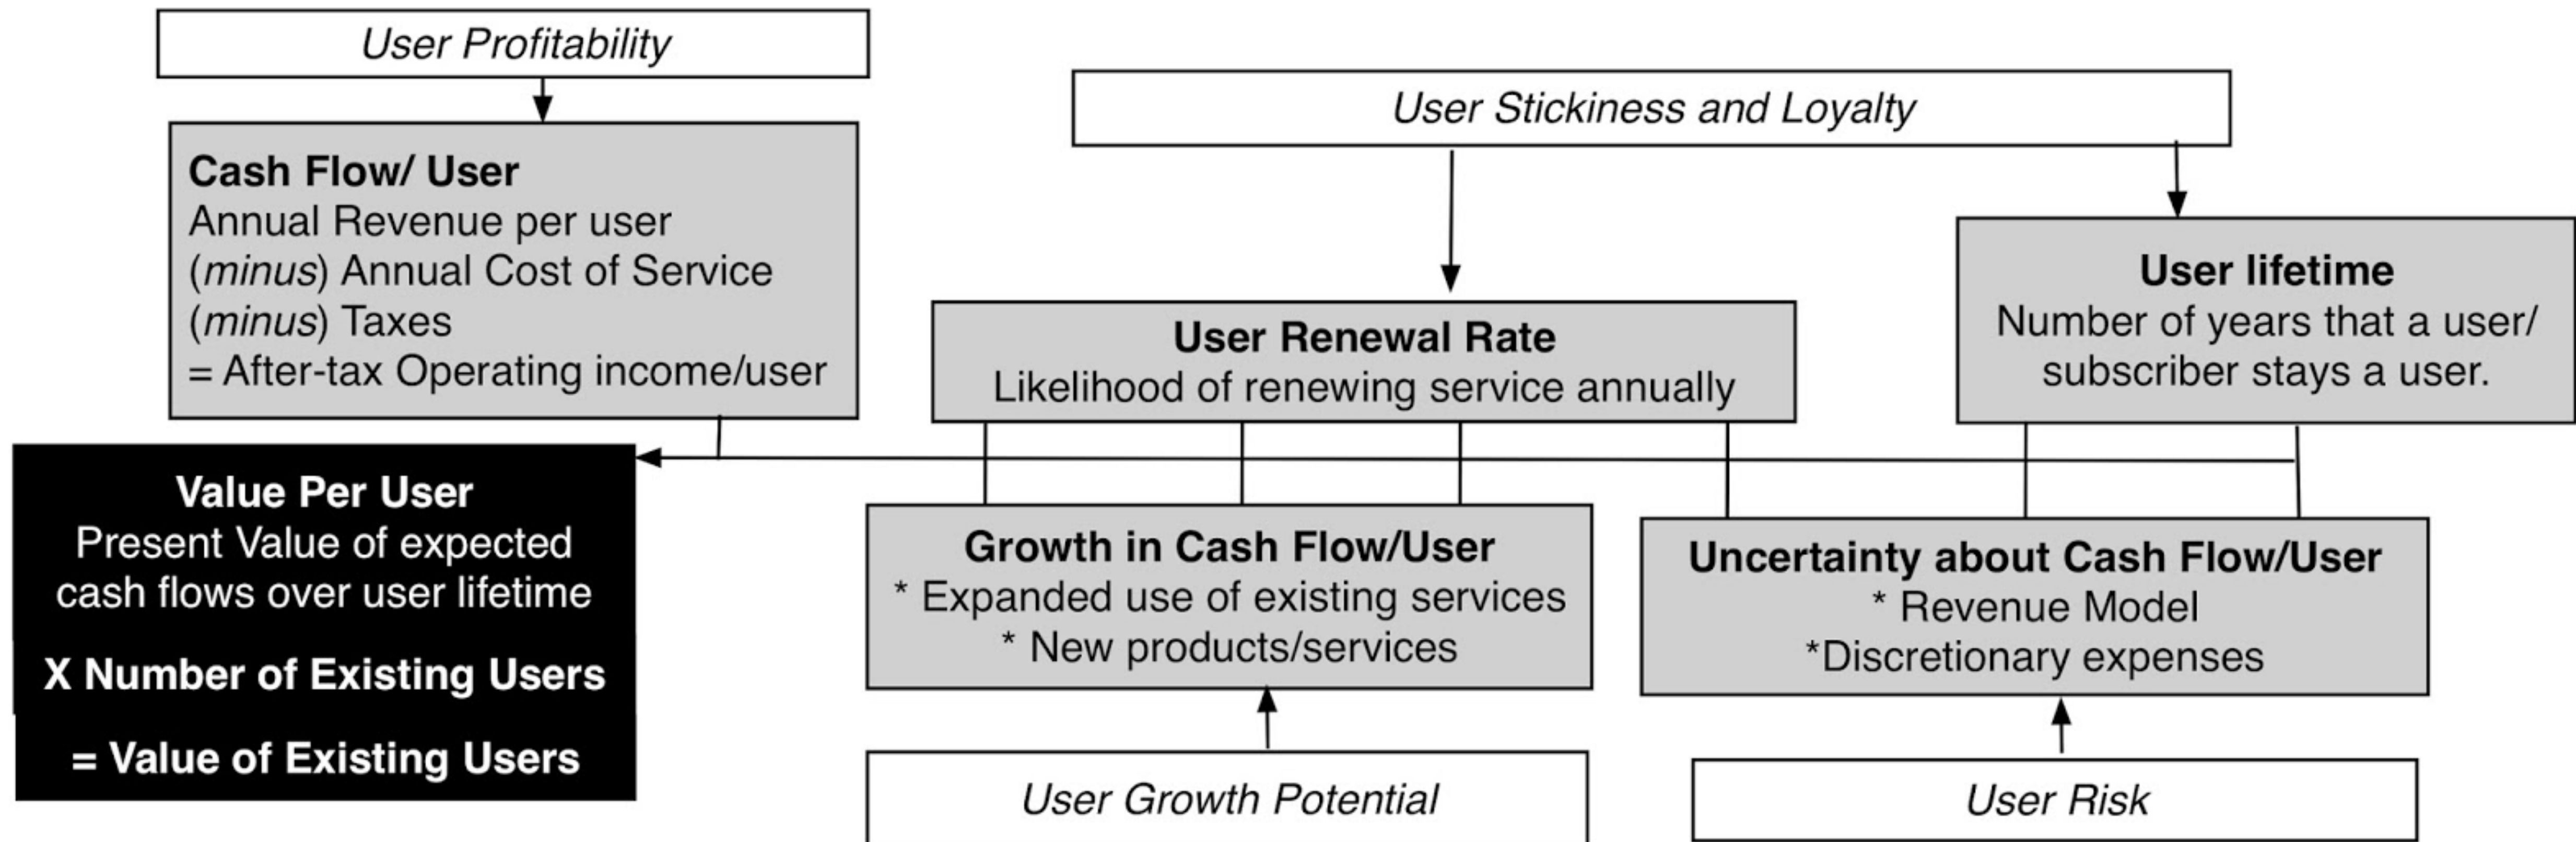 User Profitability
Cash Flow/ User
Annual Revenue per user
(minus) Annual Cost of Service
(minus) Taxes
= After-tax Operating income/user
User Stickiness and Loyalty
User Renewal Rate
Likelihood of renewing service annually
User lifetime
Number of years that a user/
subscriber stays a user.
Value Per User
Present Value of expected
cash flows over user lifetime
X Number of Existing Users
= Value of Existing Users
Growth in Cash Flow/User
* Expanded use of existing services
* New products/services
Uncertainty about Cash Flow/User
* Revenue Model
*Discretionary expenses
User Growth Potential
User Risk